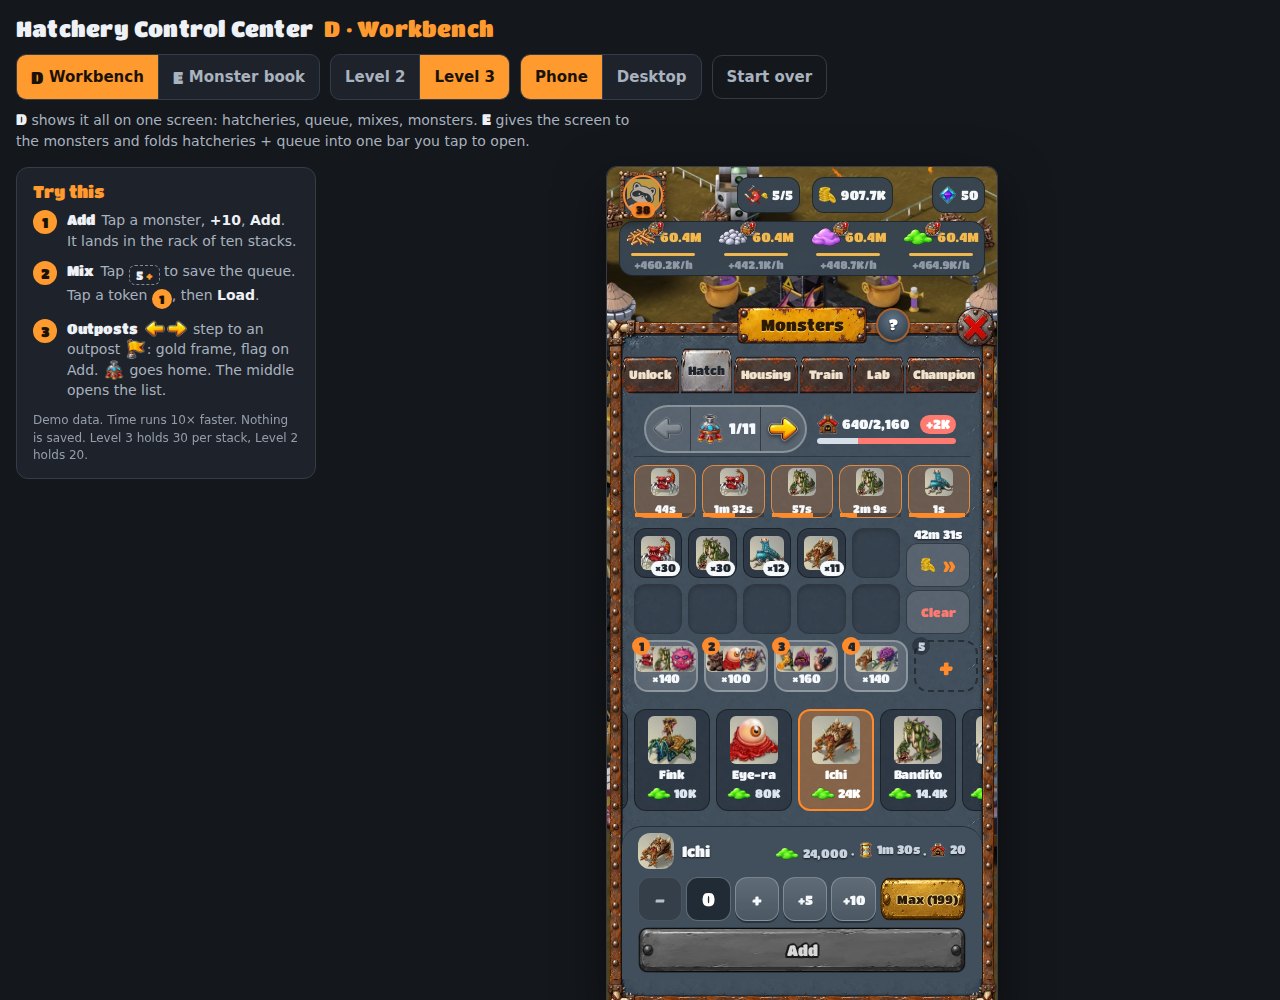 Hatchery Control Center D · Workbench
D Workbench E Monster book Level 2 Level 3 Phone Desktop Start over
D shows it all on one screen: hatcheries, queue, mixes, monsters. E gives the screen to
the monsters and folds hatcheries + queue into one bar you tap to open.
Try this
1 Add Tap a monster, +10, Add.
It lands in the rack of ten stacks.
2 Mix Tap 5 + to save the queue.
Tap a token 1, then Load.
3 Outposts step to an
outpost : gold frame, flag on
Add. goes home. The middle
opens the list.
Demo data. Time runs 10× faster. Nothing
is saved. Level 3 holds 30 per stack, Level 2
holds 20.
30 5/5 907.7K 50
60.4M 60.4M 60.4M 60.4M
+460.2K/h +442.1K/h +448.7K/h +464.9K/h
Monsters ?
Unlock Hatch Housing Train Lab Champion
1/11 640/2,160 +2K
44s 1m 32s 57s 2m 9s 1s
42m 31s
×30 ×30 ×12 ×11 »
Clear
1 2 3 4 5
×140 ×100 ×160 ×140 +
Fink Eye-ra Ichi Bandito
10K 80K 24K 14.4K
Ichi 24,000 · 1m 30s · 20
− 0 + +5 +10 Max (199)
Add